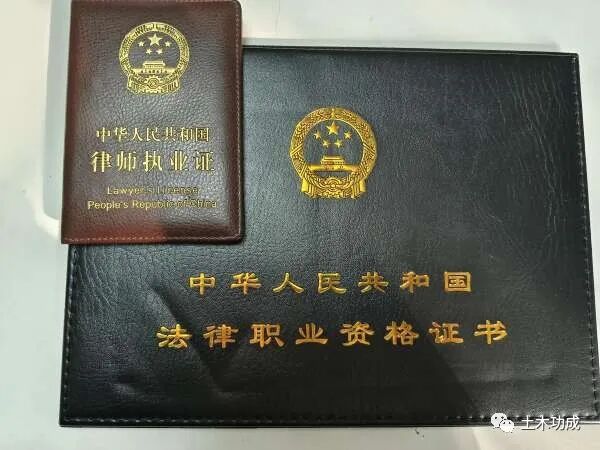 中华人民共和国
律师执业证
Lawyer's License
People's Republic of China
中华人民共和国
法律职业资格证书
土木功成